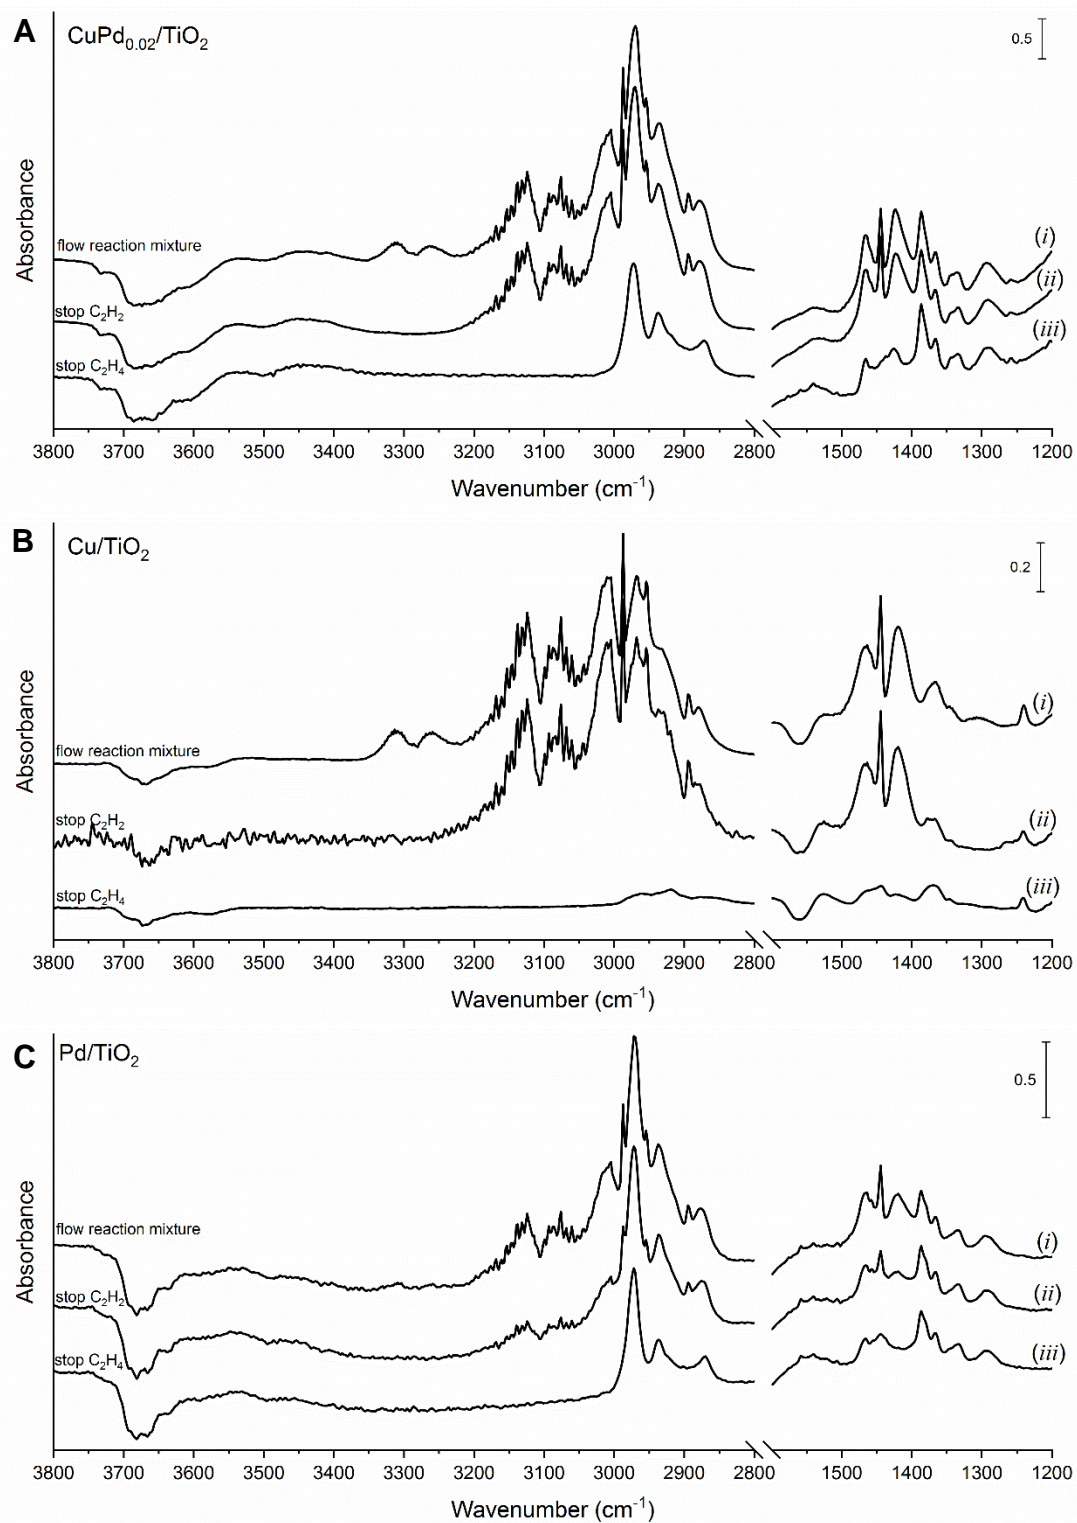 A
CuPd0.02/TiO2
0.5
Absorbance
flow reaction mixture
(i)
stop C2H2
(ii)
stop C2H4
(iii)
3800 3700 3600 3500 3400 3300 3200 3100 3000 2900 2800 1500 1400 1300 1200
Wavenumber (cm-1)
B
Cu/TiO2
0.2
Absorbance
flow reaction mixture
(i)
stop C2H2
(ii)
stop C2H4
(iii)
3800 3700 3600 3500 3400 3300 3200 3100 3000 2900 2800 1500 1400 1300 1200
Wavenumber (cm-1)
C
Pd/TiO2
0.5
Absorbance
flow reaction mixture
(i)
stop C2H2
(ii)
stop C2H4
(iii)
3800 3700 3600 3500 3400 3300 3200 3100 3000 2900 2800 1500 1400 1300 1200
Wavenumber (cm-1)